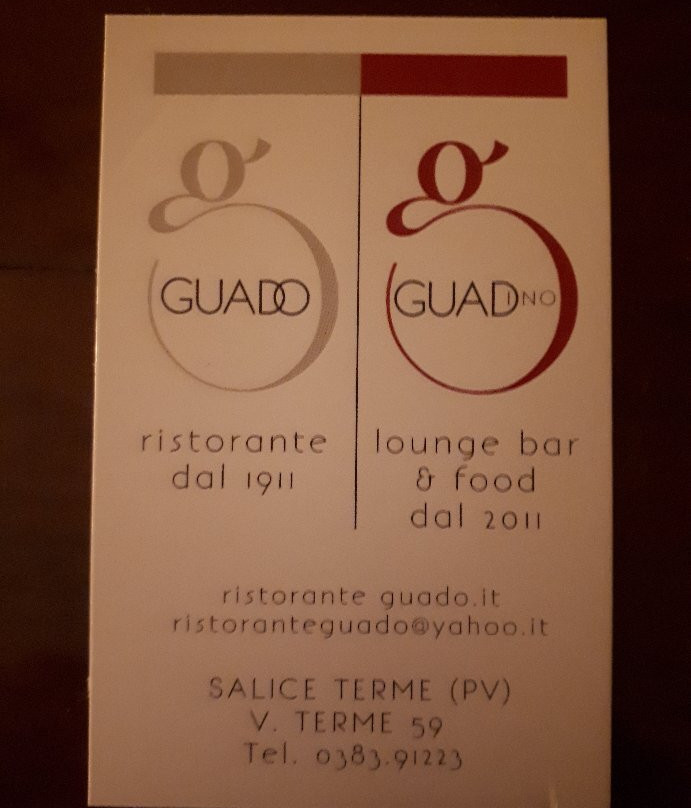 g
GUADO
ristorante
dal 1911
g
GUADINO
lounge bar
& food
dal 2011
ristorante guado.it
ristoranteguado@yahoo.it
SALICE TERME (PV)
V. TERME 59
Tel. 0383.91223